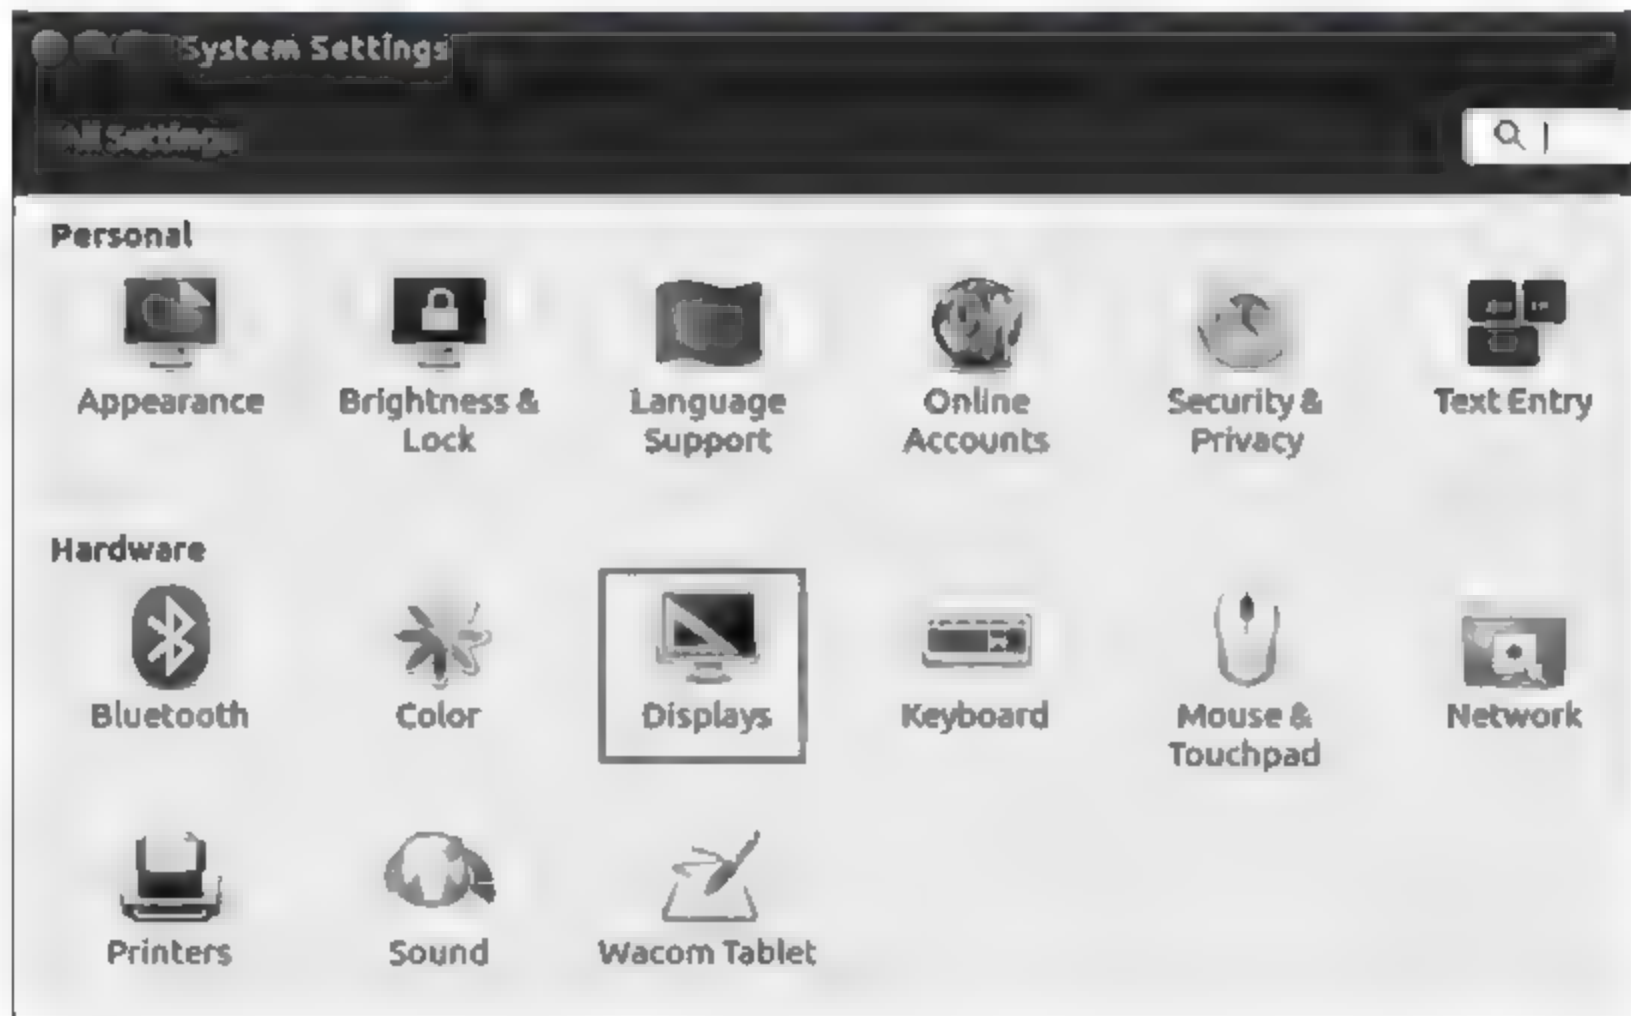 System Settings
All Settings
Personal
Appearance
Brightness &
Lock
Language
Support
Online
Accounts
Security &
Privacy
Text Entry
Hardware
Bluetooth
Color
Displays
Keyboard
Mouse &
Touchpad
Network
Printers
Sound
Wacom Tablet